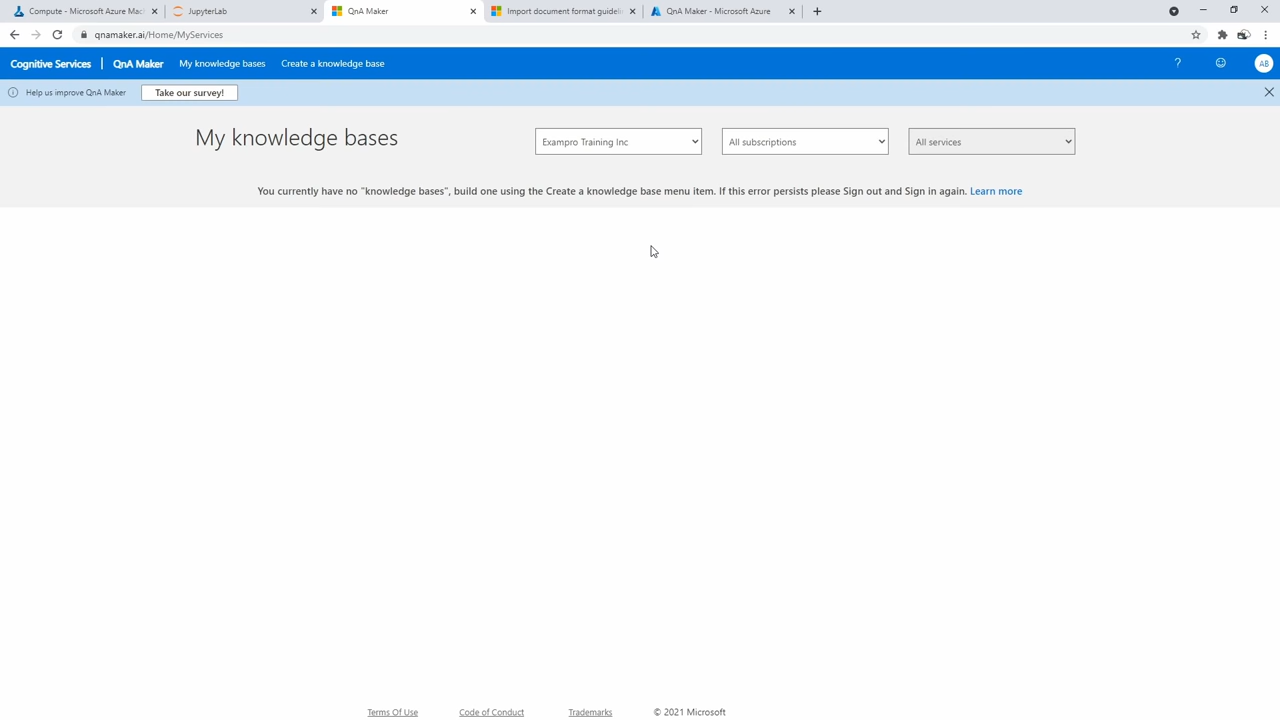 Compute - Microsoft Azure Mac
JupyterLab
QnA Maker
Import document format guideli
QnA Maker - Microsoft Azure
qnamaker.ai/Home/MyServices
Cognitive Services | QnA Maker My knowledge bases Create a knowledge base ? AB
Help us improve QnA Maker Take our survey!
My knowledge bases
Exampro Training Inc
All subscriptions
All services
You currently have no "knowledge bases", build one using the Create a knowledge base menu item. If this error persists please Sign out and Sign in again. Learn more
Terms Of Use Code of Conduct Trademarks © 2021 Microsoft